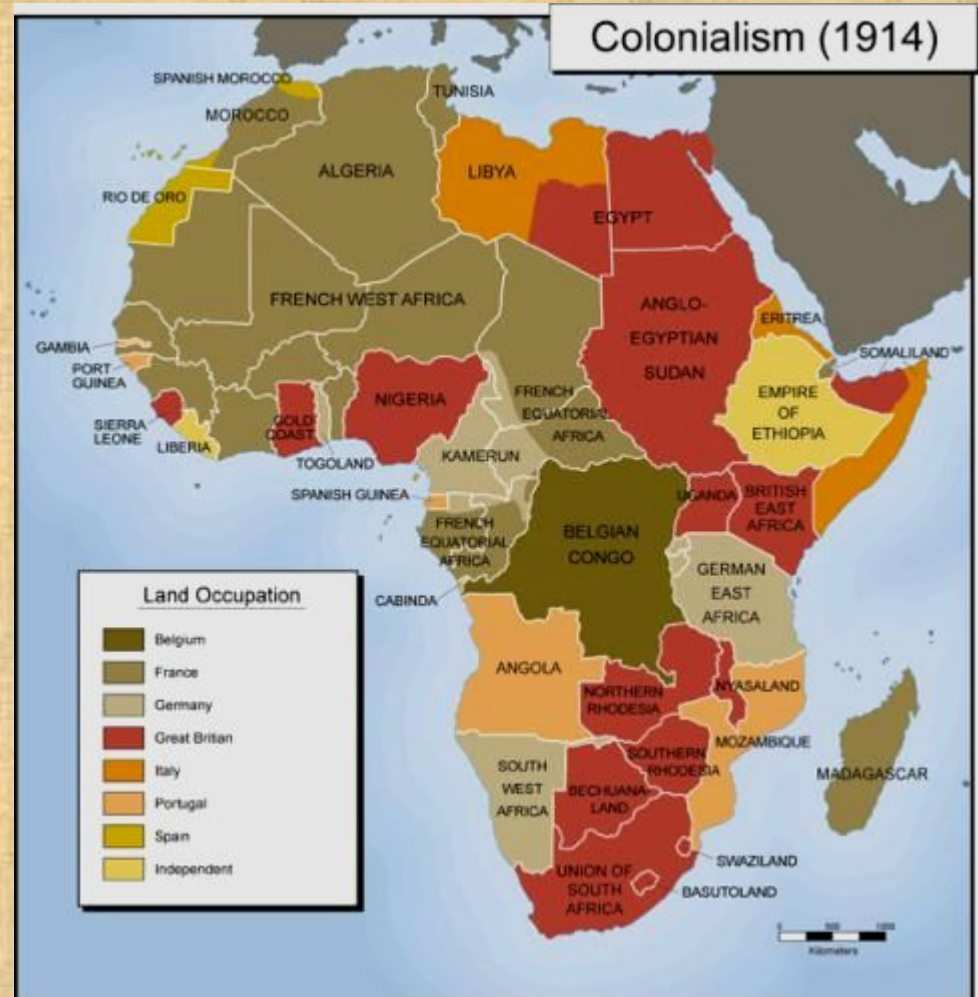 Colonialism (1914)
SPANISH MOROCCO
MOROCCO
TUNISIA
ALGERIA
LIBYA
EGYPT
RIO DE ORO
FRENCH WEST AFRICA
ANGLO-
EGYPTIAN
SUDAN
ERITREA
SOMALILAND
GAMBIA
PORT
GUINEA
SIERRA
LEONE
LIBERIA
GOLD
COAST
TOGOLAND
NIGERIA
KAMERUN
FRENCH
EQUATORIAL
AFRICA
EMPIRE
OF
ETHIOPIA
SPANISH GUINEA
FRENCH
EQUATORIAL
AFRICA
CABINDA
BELGIAN
CONGO
UGANDA
BRITISH
EAST
AFRICA
GERMAN
EAST
AFRICA
ANGOLA
NORTHERN
RHODESIA
NYASALAND
MOZAMBIQUE
SOUTHERN
RHODESIA
MADAGASCAR
SOUTH
WEST
AFRICA
BECHUANA-
LAND
SWAZILAND
UNION OF
SOUTH
AFRICA
BASUTOLAND
Land Occupation
Belgium
France
Germany
Great Britian
Italy
Portugal
Spain
Independent
0 500 1000
Kilometers